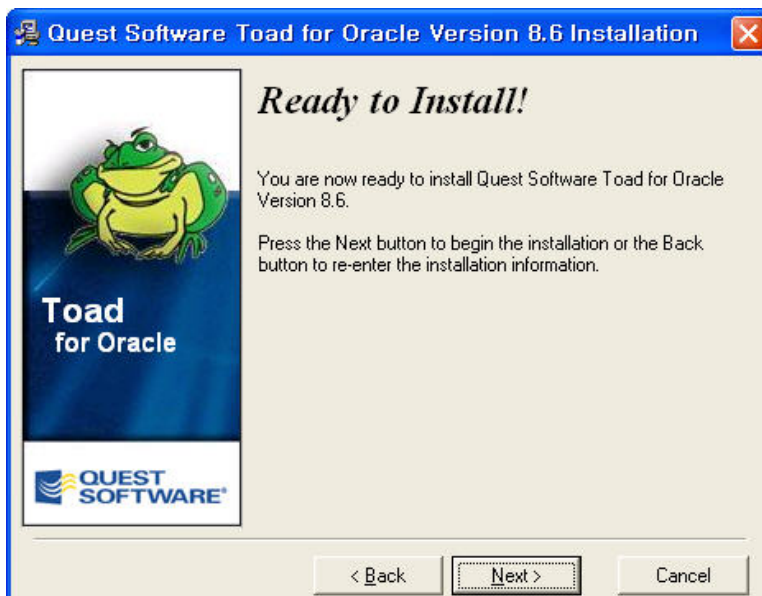 Quest Software Toad for Oracle Version 8.6 Installation
Ready to Install!
You are now ready to install Quest Software Toad for Oracle
Version 8.6.
Press the Next button to begin the installation or the Back
button to re-enter the installation information.
Toad
for Oracle
QUEST
SOFTWARE®
< Back
Next >
Cancel